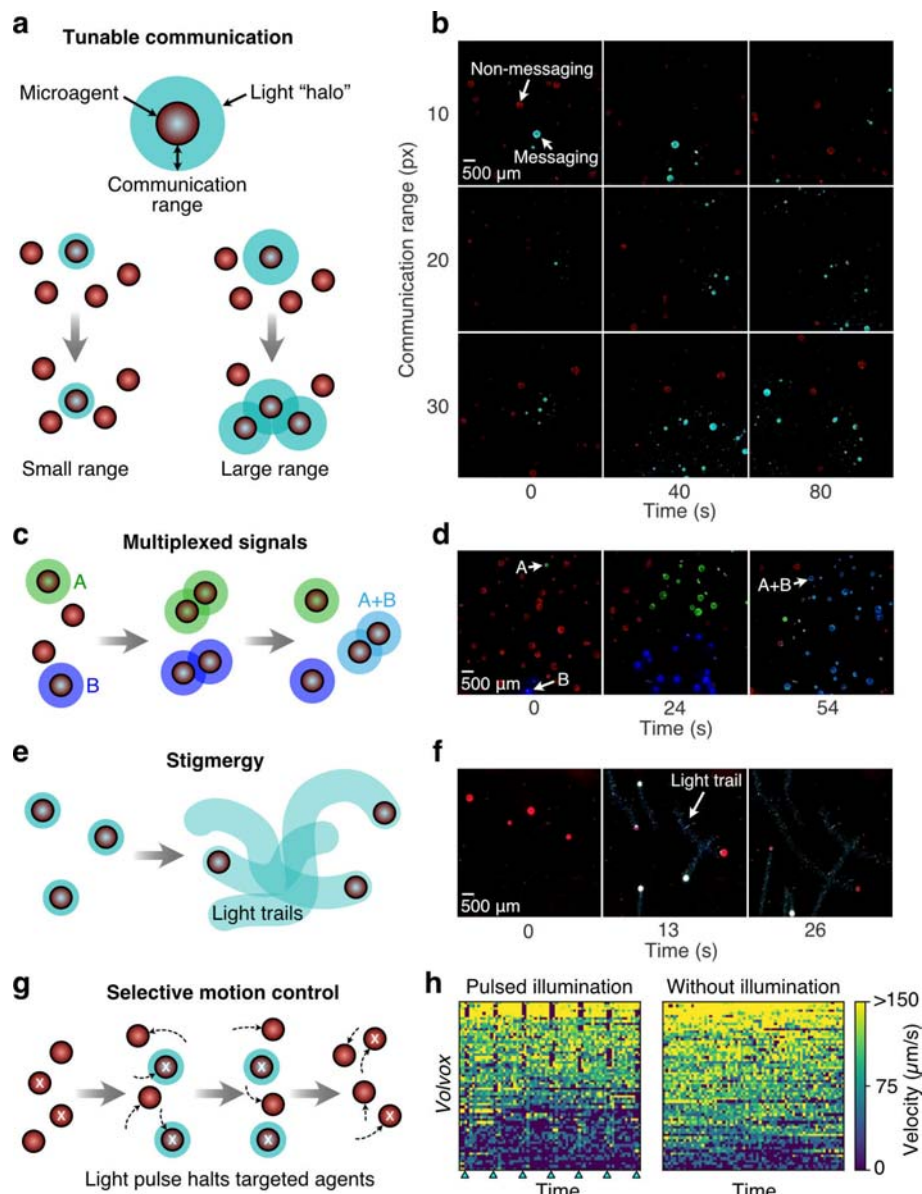 a
Tunable communication
Microagent
Light “halo”
Communication
range
Small range
Large range
b
Communication range (px)
10
20
30
Non-messaging
Messaging
500 µm
0
40
80
Time (s)
c
Multiplexed signals
A
B
A+B
d
A
B
A+B
500 µm
0
24
54
Time (s)
e
Stigmergy
Light trails
f
Light trail
500 µm
0
13
26
Time (s)
g
Selective motion control
X
X
X
X
X
X
X
X
Light pulse halts targeted agents
h
Pulsed illumination
Without illumination
Volvox
Time
Time
>150
75
0
Velocity (µm/s)